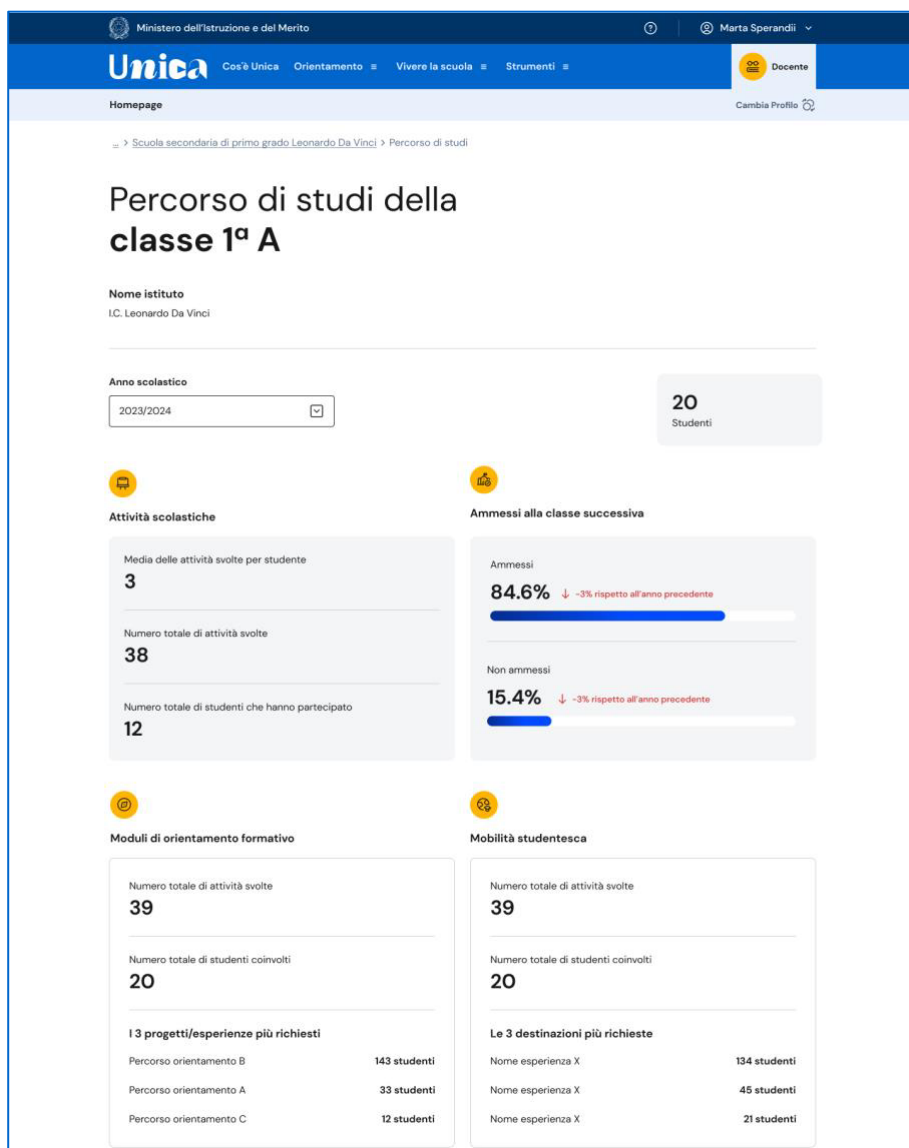 Ministero dell'Istruzione e del Merito
Marta Sperandii
Unica
Cos'è Unica
Orientamento
Vivere la scuola
Strumenti
Docente
Homepage
Cambia Profilo
... > Scuola secondaria di primo grado Leonardo Da Vinci > Percorso di studi
Percorso di studi della
classe 1ª A
Nome istituto
I.C. Leonardo Da Vinci
Anno scolastico
2023/2024
20
Studenti
Attività scolastiche
Media delle attività svolte per studente
3
Numero totale di attività svolte
38
Numero totale di studenti che hanno partecipato
12
Ammessi alla classe successiva
Ammessi
84.6% ↓ -3% rispetto all'anno precedente
Non ammessi
15.4% ↓ -3% rispetto all'anno precedente
Moduli di orientamento formativo
Numero totale di attività svolte
39
Numero totale di studenti coinvolti
20
I 3 progetti/esperienze più richiesti
Percorso orientamento B 143 studenti
Percorso orientamento A 33 studenti
Percorso orientamento C 12 studenti
Mobilità studentesca
Numero totale di attività svolte
39
Numero totale di studenti coinvolti
20
Le 3 destinazioni più richieste
Nome esperienza X 134 studenti
Nome esperienza X 45 studenti
Nome esperienza X 21 studenti